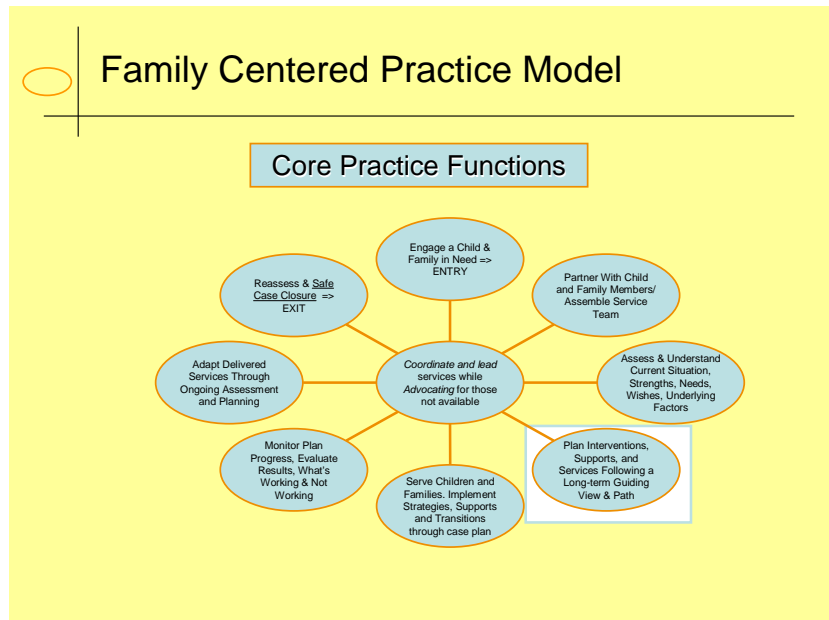 Family Centered Practice Model
Core Practice Functions
Engage a Child &
Family in Need =>
ENTRY
Partner With Child
and Family Members/
Assemble Service
Team
Assess & Understand
Current Situation,
Strengths, Needs,
Wishes, Underlying
Factors
Plan Interventions,
Supports, and
Services Following a
Long-term Guiding
View & Path
Serve Children and
Families. Implement
Strategies, Supports
and Transitions
through case plan
Monitor Plan
Progress, Evaluate
Results, What's
Working & Not
Working
Adapt Delivered
Services Through
Ongoing Assessment
and Planning
Reassess & Safe
Case Closure =>
EXIT
Coordinate and lead
services while
Advocating for those
not available